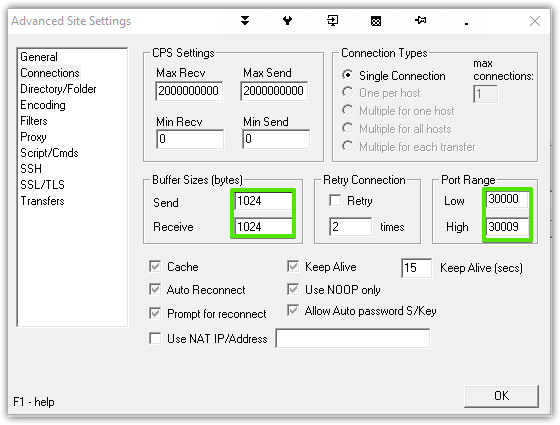 Advanced Site Settings
General
Connections
Directory/Folder
Encoding
Filters
Proxy
Script/Cmds
SSH
SSL/TLS
Transfers
CPS Settings
Max Recv Max Send
2000000000 2000000000
Min Recv Min Send
0 0
Connection Types
Single Connection
One per host
Multiple for one host
Multiple for all hosts
Multiple for each transfer
max
connections:
1
Buffer Sizes (bytes)
Send 1024
Receive 1024
Retry Connection
Retry
2 times
Port Range
Low 30000
High 30009
Cache
Auto Reconnect
Prompt for reconnect
Use NAT IP/Address
Keep Alive 15 Keep Alive (secs)
Use NOOP only
Allow Auto password S/Key
F1 - help
OK